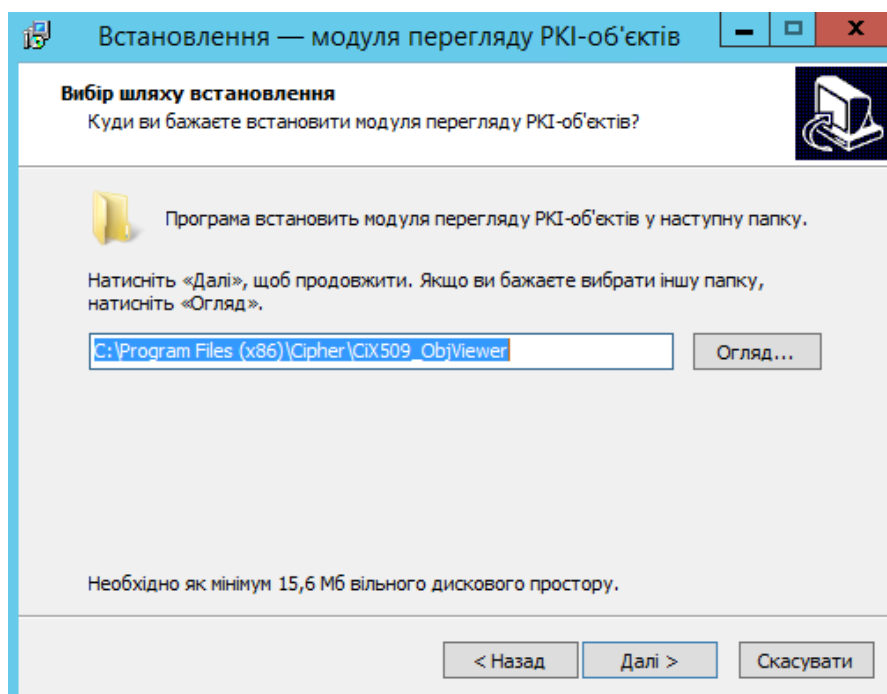 Встановлення — модуля перегляду PKI-об'єктів
Вибір шляху встановлення
Куди ви бажаєте встановити модуля перегляду PKI-об'єктів?
Програма встановить модуля перегляду PKI-об'єктів у наступну папку.
Натисніть «Далі», щоб продовжити. Якщо ви бажаєте вибрати іншу папку,
натисніть «Огляд».
C:\Program Files (x86)\Cipher\CiX509_ObjViewer
Огляд...
Необхідно як мінімум 15,6 Мб вільного дискового простору.
< Назад
Далі >
Скасувати